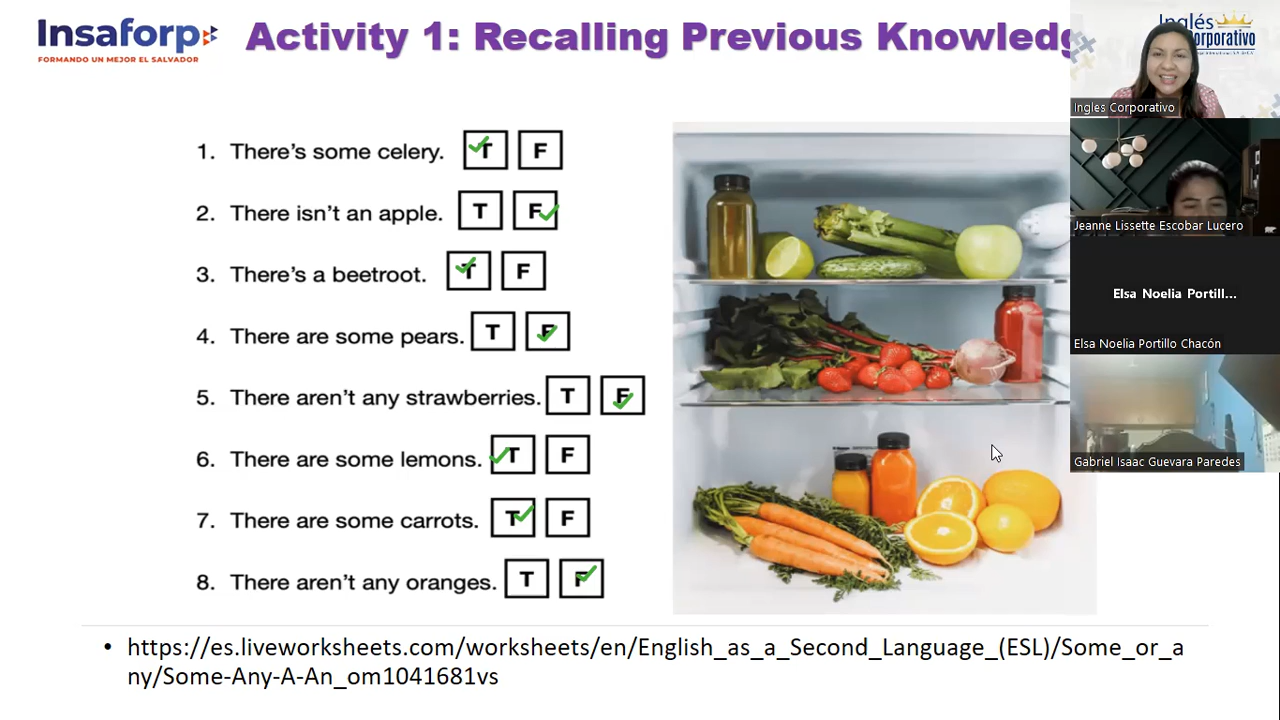 Insaforp
FORMANDO UN MEJOR EL SALVADOR
Activity 1: Recalling Previous
Inglés
Ingles Corporativo
1. There's some celery. T F
2. There isn't an apple. T F
3. There's a beetroot. T F
4. There are some pears. T F
5. There aren't any strawberries. T F
6. There are some lemons. T F
7. There are some carrots. T F
8. There aren't any oranges. T F
Jeanne Lissette Escobar Lucero
Elsa Noelia Portill...
Elsa Noelia Portillo Chacón
Gabriel Isaac Guevara Paredes
• https://es.liveworksheets.com/worksheets/en/English_as_a_Second_Language_(ESL)/Some_or_a
ny/Some-Any-A-An_om1041681vs